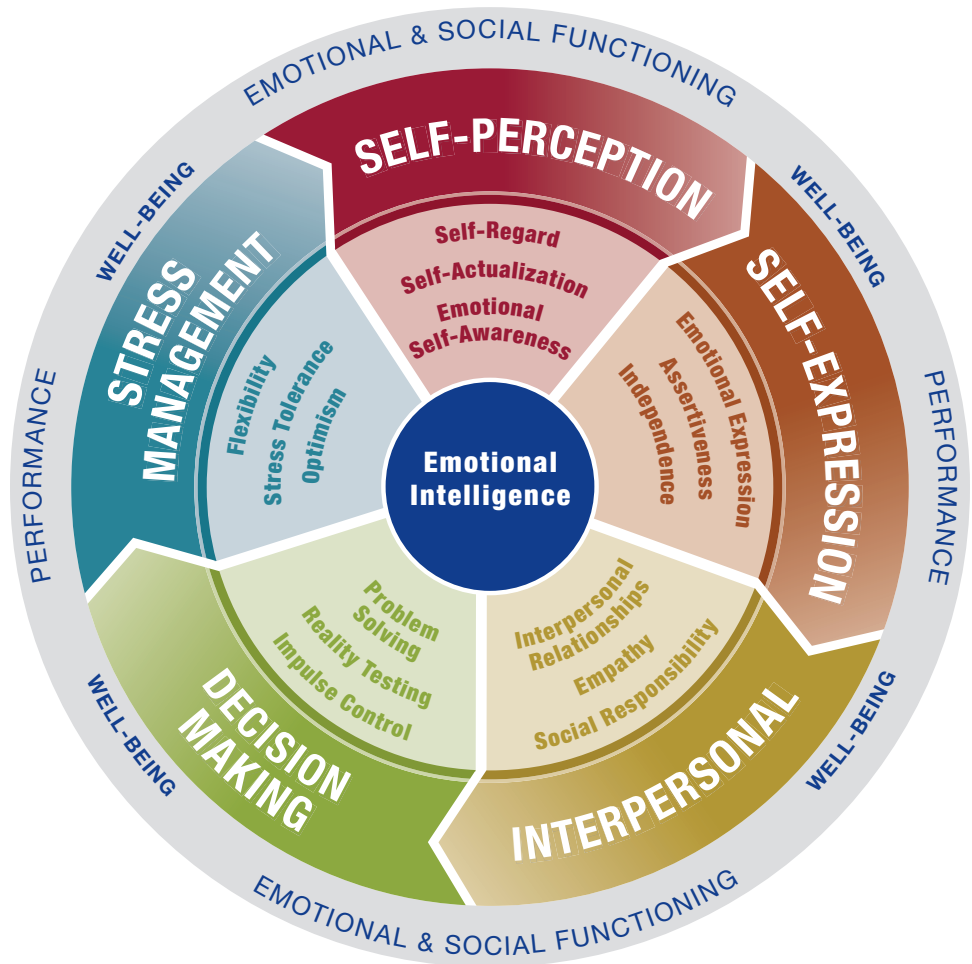 EMOTIONAL & SOCIAL FUNCTIONING
WELL-BEING
WELL-BEING
PERFORMANCE
PERFORMANCE
WELL-BEING
WELL-BEING
EMOTIONAL & SOCIAL FUNCTIONING
SELF-PERCEPTION
Self-Regard
Self-Actualization
Emotional
Self-Awareness
SELF-EXPRESSION
Emotional Expression
Assertiveness
Independence
INTERPERSONAL
Interpersonal
Relationships
Empathy
Social Responsibility
DECISION
MAKING
Problem
Solving
Reality Testing
Impulse Control
STRESS
MANAGEMENT
Flexibility
Stress Tolerance
Optimism
Emotional
Intelligence